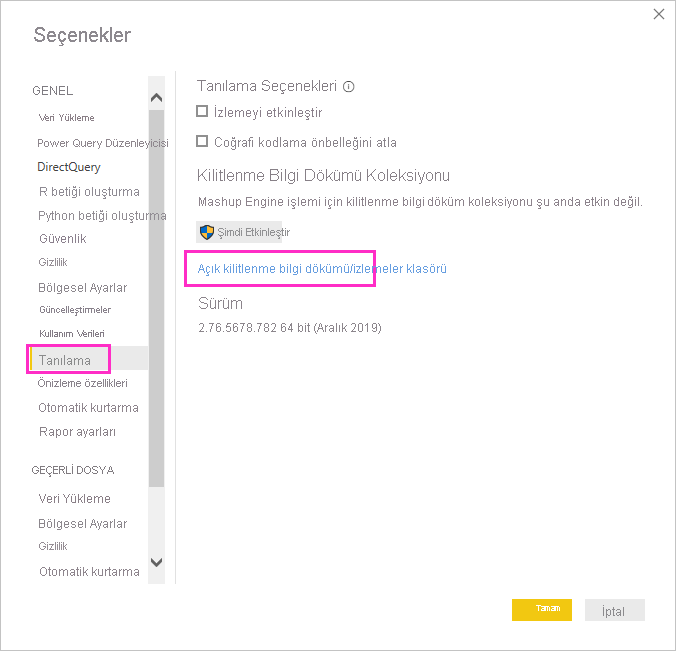 Seçenekler
GENEL
Veri Yükleme
Power Query Düzenleyicisi
DirectQuery
R betiği oluşturma
Python betiği oluşturma
Güvenlik
Gizlilik
Bölgesel Ayarlar
Güncelleştirmeler
Kullanım Verileri
Tanılama
Önizleme özellikleri
Otomatik kurtarma
Rapor ayarları
GEÇERLİ DOSYA
Veri Yükleme
Bölgesel Ayarlar
Gizlilik
Otomatik kurtarma
Tanılama Seçenekleri
İzlemeyi etkinleştir
Coğrafi kodlama önbelleğini atla
Kilitlenme Bilgi Dökümü Koleksiyonu
Mashup Engine işlemi için kilitlenme bilgi döküm koleksiyonu şu anda etkin değil.
Şimdi Etkinleştir
Açık kilitlenme bilgi dökümü/izlemeler klasörü
Sürüm
2.76.5678.782 64 bit (Aralık 2019)
Tamam
İptal